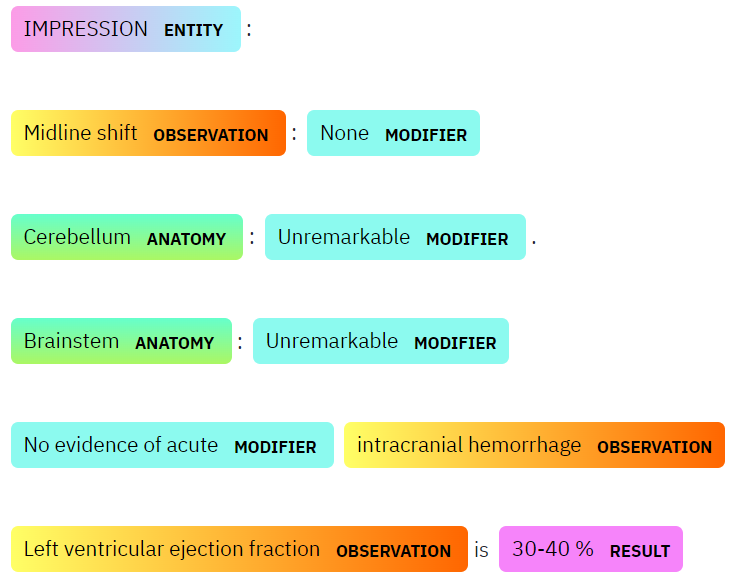 IMPRESSION ENTITY :
Midline shift OBSERVATION : None MODIFIER
Cerebellum ANATOMY : Unremarkable MODIFIER .
Brainstem ANATOMY : Unremarkable MODIFIER
No evidence of acute MODIFIER intracranial hemorrhage OBSERVATION
Left ventricular ejection fraction OBSERVATION is 30-40 % RESULT